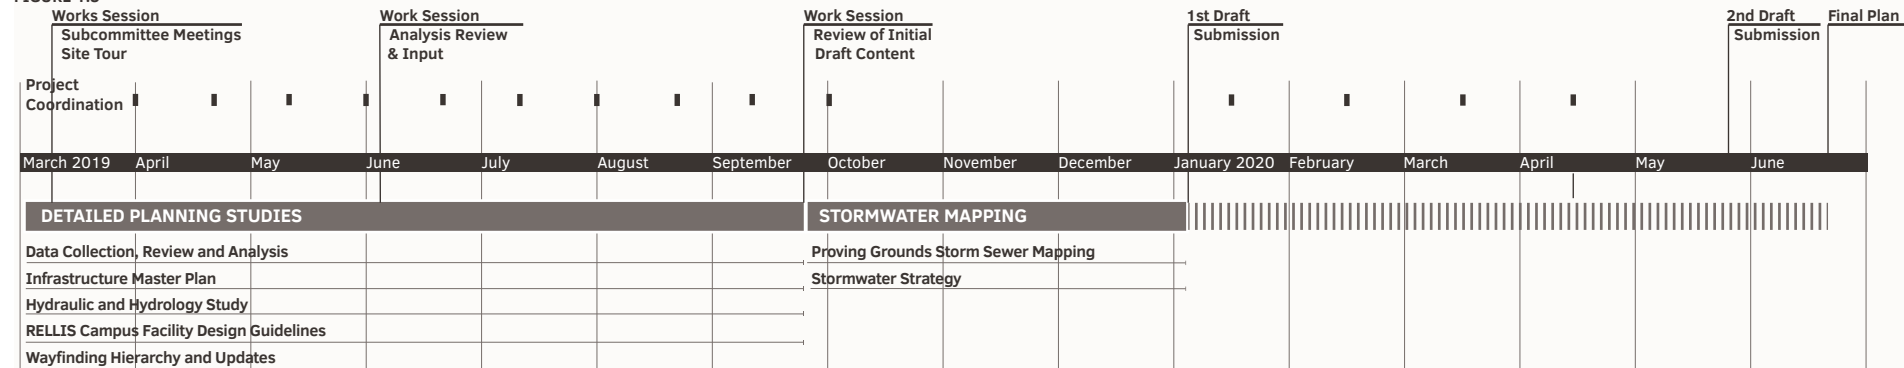 Works Session
Subcommittee Meetings
Site Tour
Work Session
Analysis Review
& Input
Work Session
Review of Initial
Draft Content
1st Draft
Submission
2nd Draft
Submission
Final Plan
Project
Coordination
March 2019 April May June July August September October November December January 2020 February March April May June
DETAILED PLANNING STUDIES
STORMWATER MAPPING
Data Collection, Review and Analysis
Proving Grounds Storm Sewer Mapping
Infrastructure Master Plan
Stormwater Strategy
Hydraulic and Hydrology Study
RELLIS Campus Facility Design Guidelines
Wayfinding Hierarchy and Updates